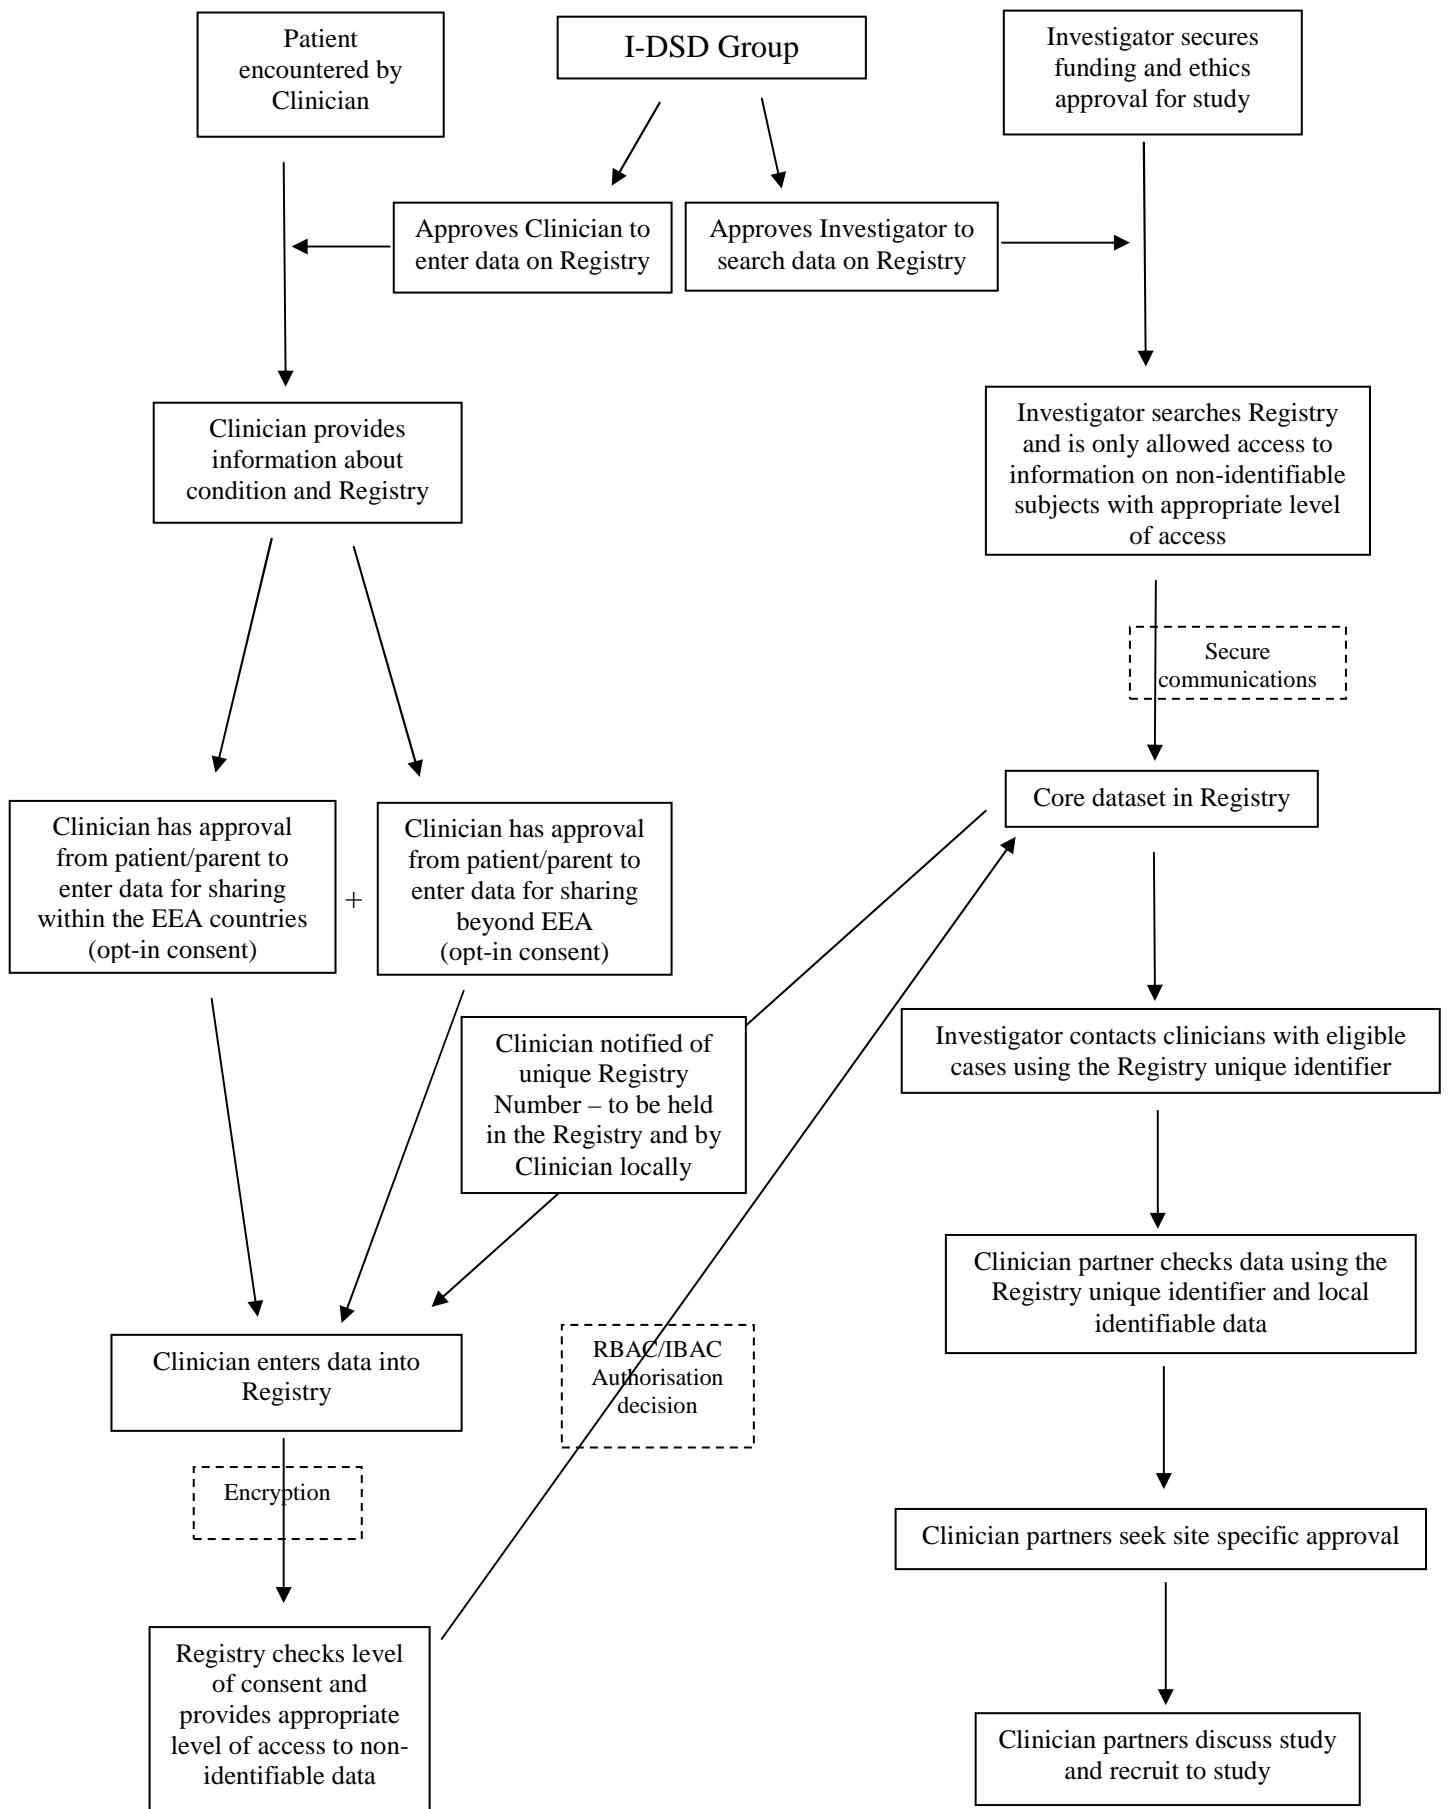 Patient
encountered by
Clinician
I-DSD Group
Investigator secures
funding and ethics
approval for study
Approves Clinician to
enter data on Registry
Approves Investigator to
search data on Registry
Clinician provides
information about
condition and Registry
Investigator searches Registry
and is only allowed access to
information on non-identifiable
subjects with appropriate level
of access
Secure
communications
Core dataset in Registry
Clinician has approval
from patient/parent to
enter data for sharing
within the EEA countries
(opt-in consent)
+
Clinician has approval
from patient/parent to
enter data for sharing
beyond EEA
(opt-in consent)
Clinician notified of
unique Registry
Number – to be held
in the Registry and by
Clinician locally
Investigator contacts clinicians with eligible
cases using the Registry unique identifier
Clinician partner checks data using the
Registry unique identifier and local
identifiable data
Clinician enters data into
Registry
RBAC/IBAC
Authorisation
decision
Encryption
Clinician partners seek site specific approval
Registry checks level
of consent and
provides appropriate
level of access to non-
identifiable data
Clinician partners discuss study
and recruit to study